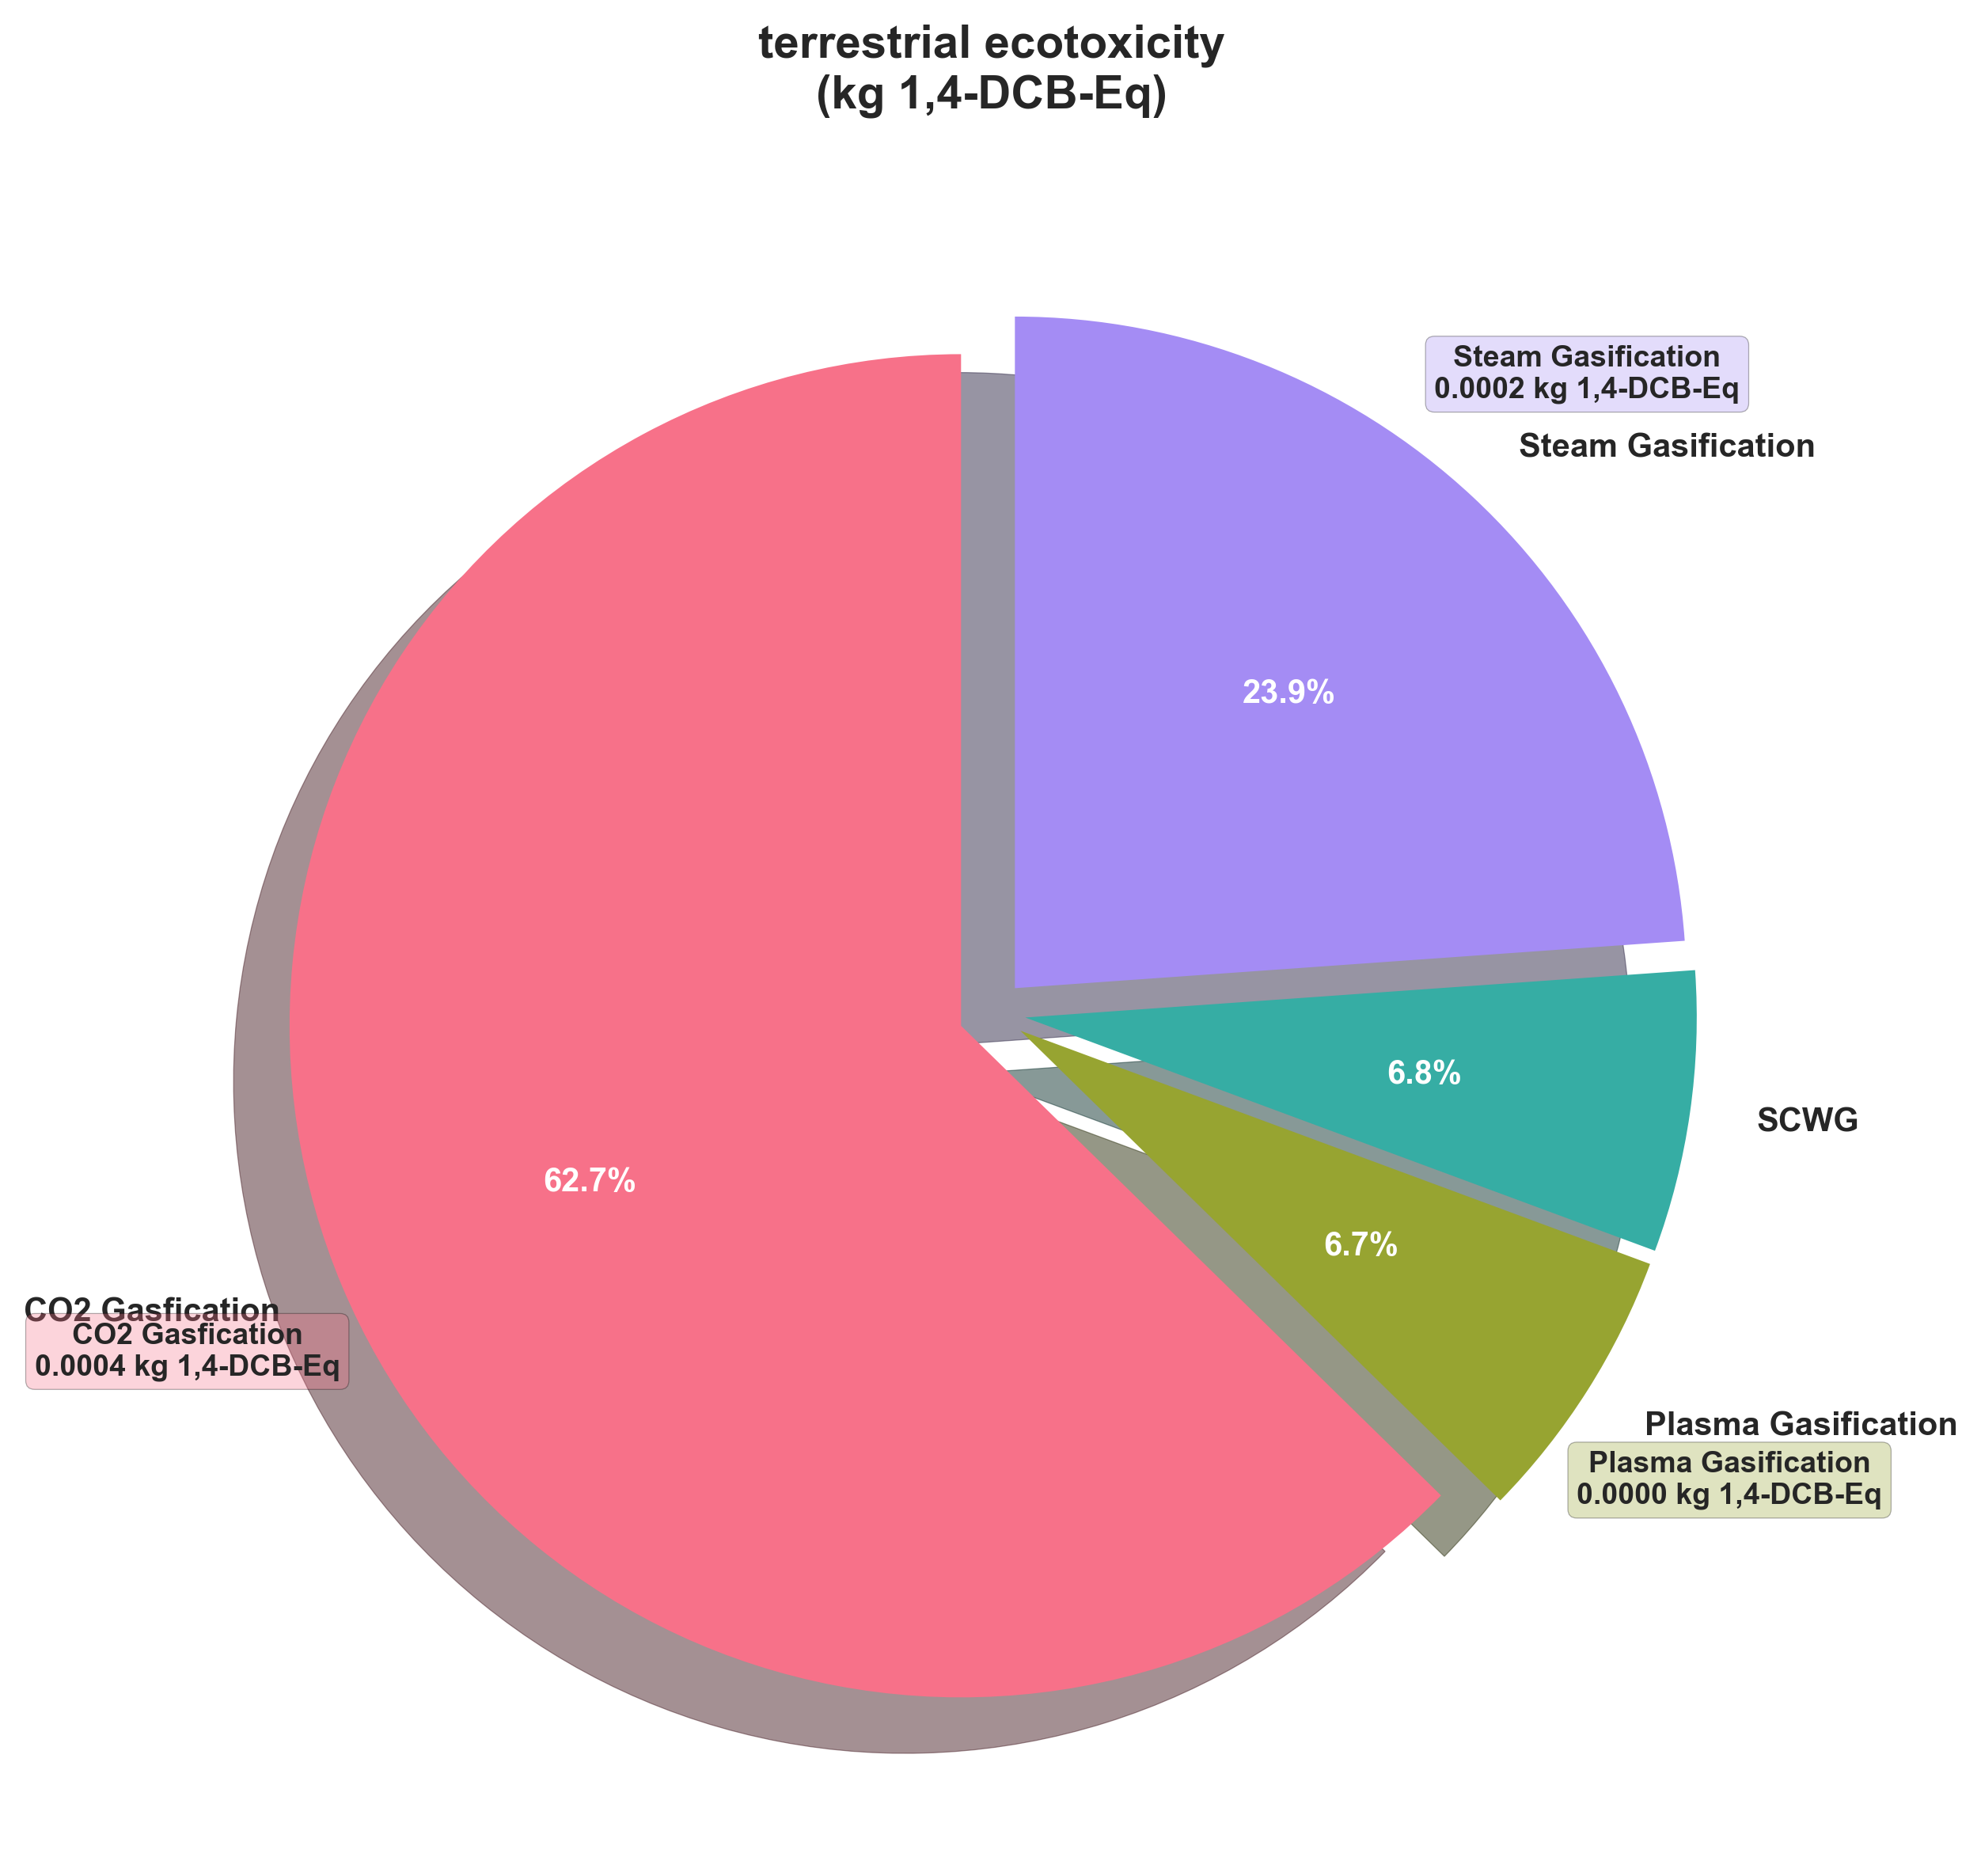 terrestrial ecotoxicity
(kg 1,4-DCB-Eq)
Steam Gasification
0.0002 kg 1,4-DCB-Eq
Steam Gasification
23.9%
6.8%
SCWG
62.7%
6.7%
CO2 Gasfication
CO2 Gasfication
0.0004 kg 1,4-DCB-Eq
Plasma Gasification
Plasma Gasification
0.0000 kg 1,4-DCB-Eq